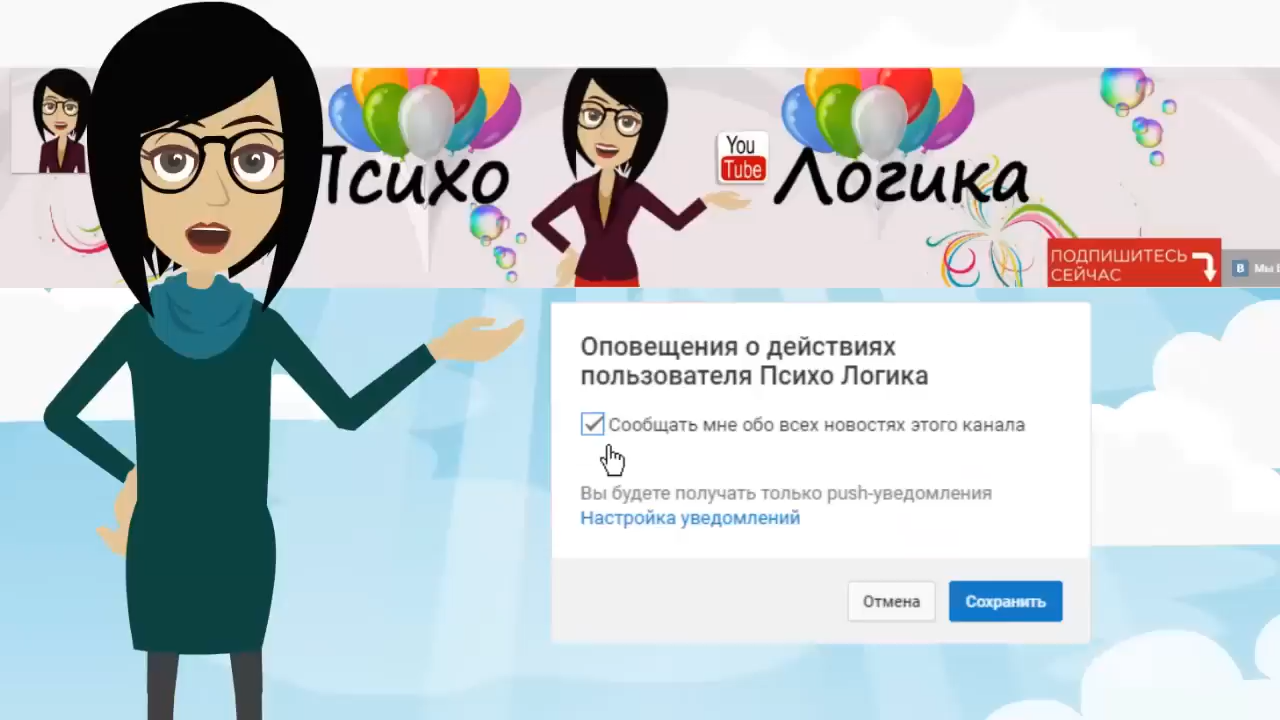 Психо
You
Tube
Логика
ПОДПИШИТЕСЬ
СЕЙЧАС
В
Мы
Оповещения о действиях
пользователя Психо Логика
Сообщать мне обо всех новостях этого канала
Вы будете получать только push-уведомления
Настройка уведомлений
Отмена
Сохранить